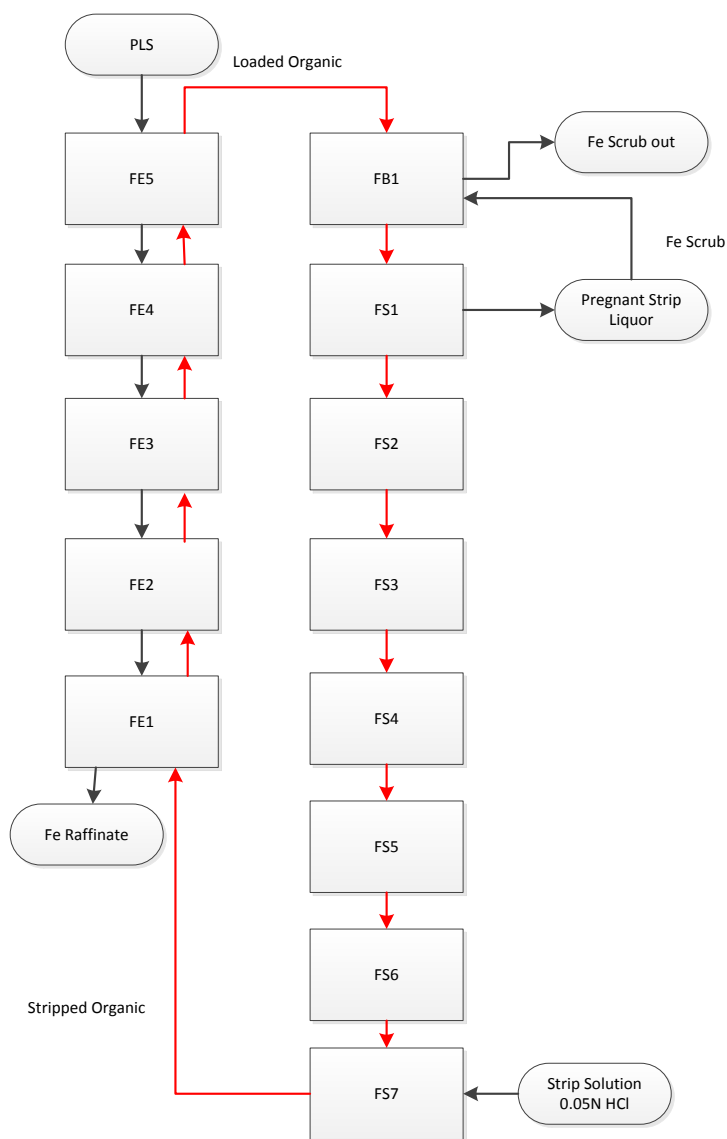 PLS
Loaded Organic
FE5
FB1
Fe Scrub out
Fe Scrub
FE4
FS1
Pregnant Strip
Liquor
FE3
FS2
FE2
FS3
FE1
FS4
Fe Raffinate
FS5
FS6
Stripped Organic
FS7
Strip Solution
0.05N HCl